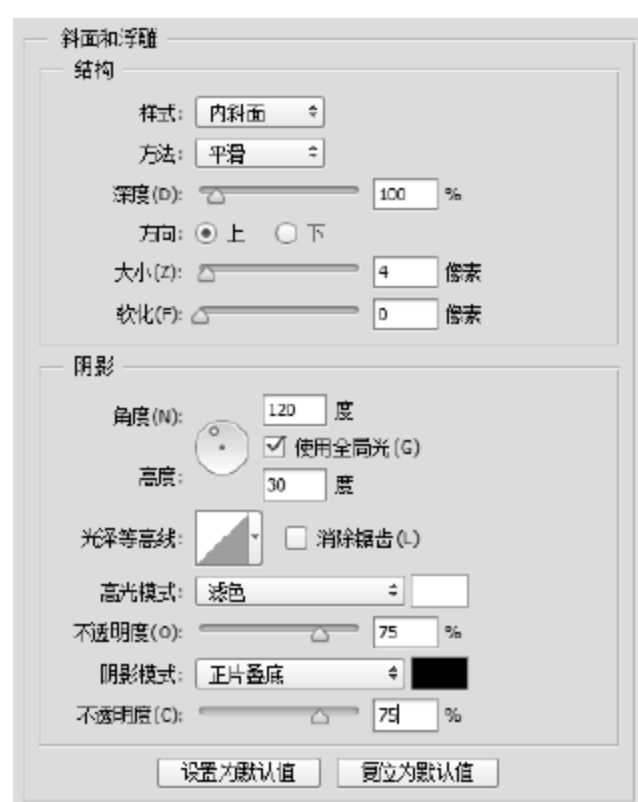 斜面和浮雕
结构
样式: 内斜面
方法: 平滑
深度(D): 100 %
方向: 上 下
大小(Z): 4 像素
软化(F): 0 像素
阴影
角度(N): 120 度
使用全局光(G)
高度: 30 度
光泽等高线: 消除锯齿(L)
高光模式: 滤色
不透明度(O): 75 %
阴影模式: 正片叠底
不透明度(C): 75 %
设置为默认值 复位为默认值